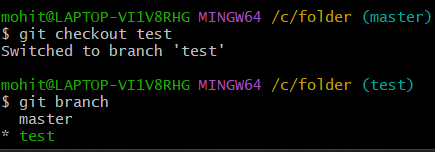 mohit@LAPTOP-VI1V8RHG MINGW64 /c/folder (master)
$ git checkout test
Switched to branch 'test'
mohit@LAPTOP-VI1V8RHG MINGW64 /c/folder (test)
$ git branch
  master
* test